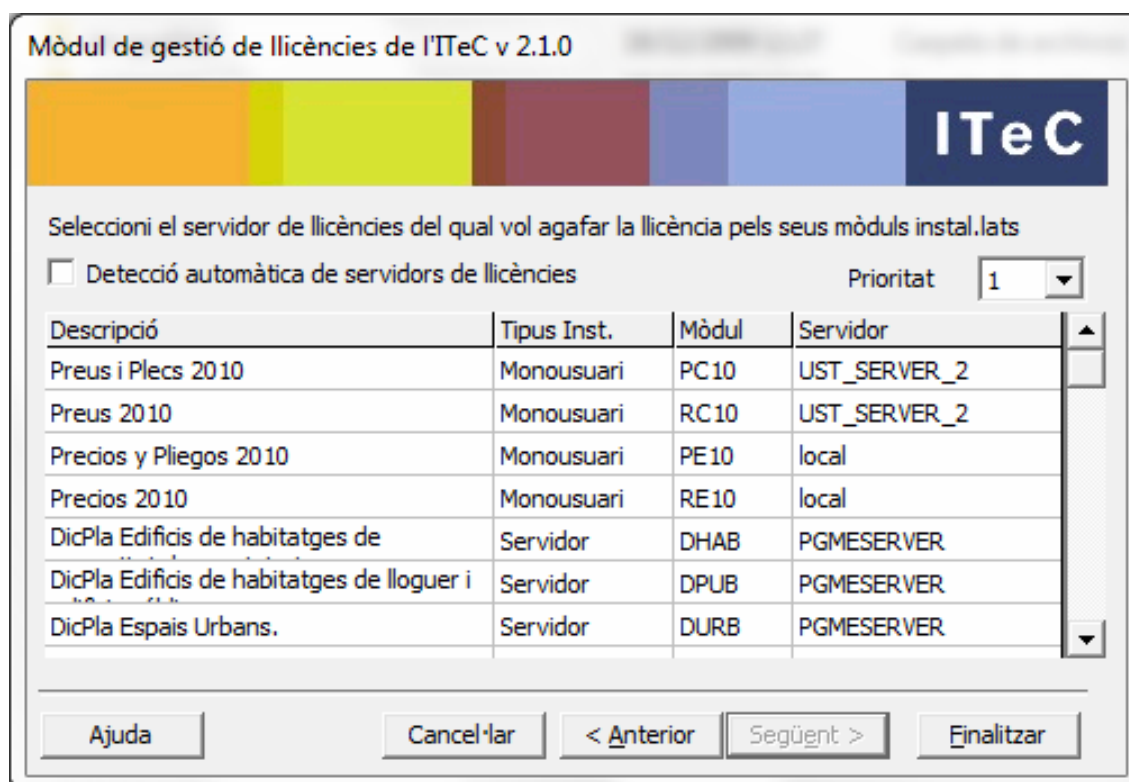 Mòdul de gestió de llicències de l'ITeC v 2.1.0
ITeC
Seleccioni el servidor de llicències del qual vol agafar la llicència pels seus mòduls instal.lats
Detecció automàtica de servidors de llicències Prioritat 1
Descripció Tipus Inst. Mòdul Servidor
Preus i Plecs 2010 Monousuari PC10 UST_SERVER_2
Preus 2010 Monousuari RC10 UST_SERVER_2
Precios y Pliegos 2010 Monousuari PE10 local
Precios 2010 Monousuari RE10 local
DicPla Edificis de habitatges de Servidor DHAB PGMESERVER
DicPla Edificis de habitatges de lloguer i Servidor DPUB PGMESERVER
DicPla Espais Urbans. Servidor DURB PGMESERVER
Ajuda Cancel·lar < Anterior Següent > Finalitzar